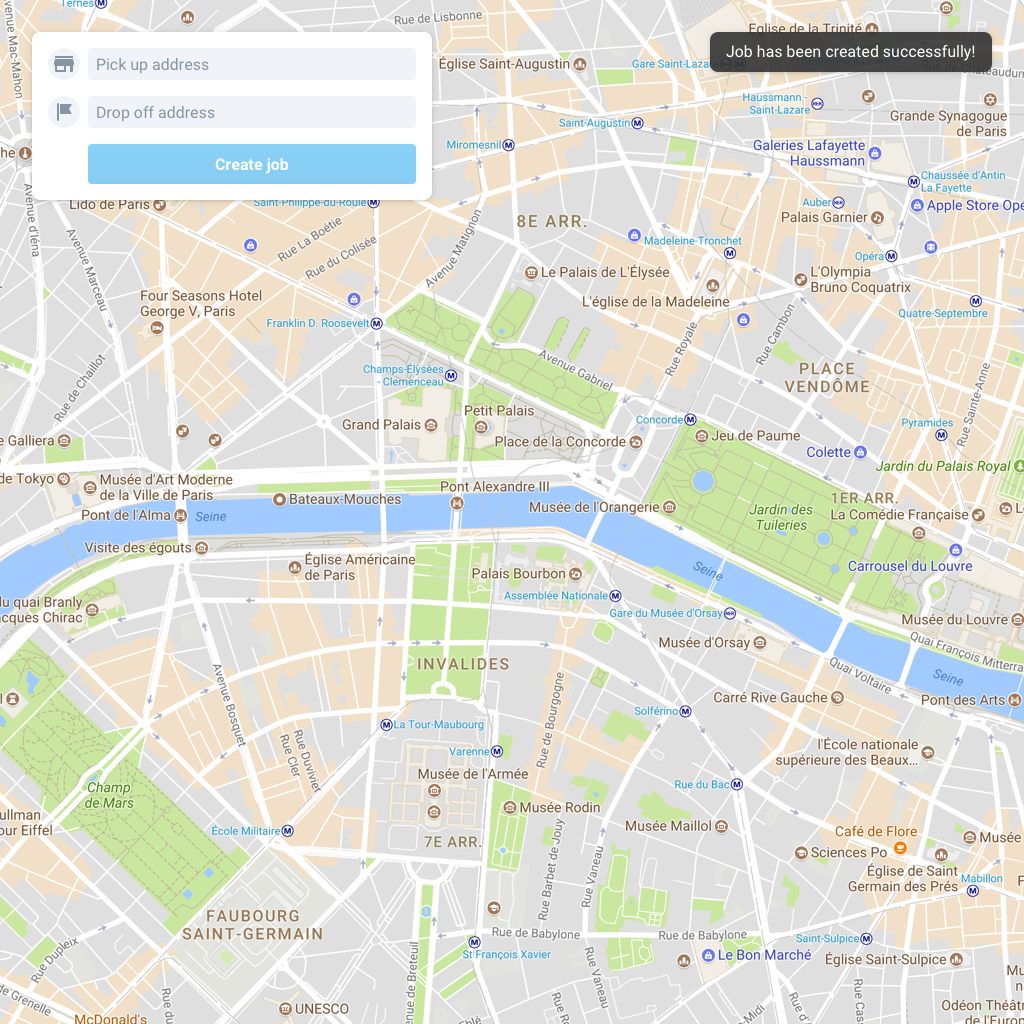 Ternes
Rue de Lisbonne
Église de la Trinité
Avenue Mac-Mahon
Pick up address
Église Saint-Augustin
Job has been created successfully!
Gare Saint-Laza
Rue de Châteaudun
Drop off address
Haussmann -
Saint-Lazare
Saint-Augustin
Grande Synagogue
de Paris
Miromesnil
Galeries Lafayette
Haussmann
Create job
he
Chaussée d'Antin
La Fayette
Avenue d'Iéna
Lido de Paris
Saint-Philippe-du-Roule
Auber
Apple Store Opé
Palais Garnier
8E ARR.
Rue La Boétie
Rue du Colisée
Avenue Matignon
Avenue Marceau
Madeleine-Tronchet
Opéra
Le Palais de L'Élysée
L'Olympia
Bruno Coquatrix
Four Seasons Hotel
George V, Paris
L'église de la Madeleine
Quatre-Septembre
Franklin D. Roosevelt
Rue Royale
Rue Cambon
Avenue Gabriel
Rue de Chaillot
Champs-Élysées
- Clemenceau
PLACE
VENDÔME
Rue Sainte-Anne
Petit Palais
Grand Palais
Concorde
Pyramides
e Galliera
Place de la Concorde
Jeu de Paume
Colette
Jardin du Palais Royal
de Tokyo
Musée d'Art Moderne
de la Ville de Paris
Pont Alexandre III
Bateaux-Mouches
1ER ARR.
Pont de l'Alma
Seine
Musée de l'Orangerie
Jardin des
Tuileries
La Comédie Française
Visite des égouts
Église Américaine
de Paris
Palais Bourbon
Seine
Carrousel du Louvre
Assemblée Nationale
du quai Branly
acques Chirac
Gare du Musée d'Orsay
Musée du Louvre
Musée d'Orsay
Quai François Mitterra
INVALIDES
Quai Voltaire
Seine
Avenue Bosquet
Rue de Bourgogne
Carré Rive Gauche
Pont des Arts
Solférino
La Tour-Maubourg
Rue Cler
Rue Duvivier
Varenne
l'École nationale
supérieure des Beaux...
Musée de l'Armée
Rue du Bac
Champ
de Mars
Musée Rodin
ullman
our Eiffel
École Militaire
Musée Maillol
Café de Flore
Musée
7E ARR.
Sciences Po
Rue Barbet de Jouy
Rue Vaneau
Église de Saint
Germain des Prés
Mabillon
FAUBOURG
SAINT-GERMAIN
Rue de Babylone
Rue de Babylone
Saint-Sulpice
Rue Dupleix
St François Xavier
Le Bon Marché
Église Saint-Sulpice
Rue Vaneau
Avenue de Breteuil
de Grenelle
UNESCO
McDonald's
Odéon Théâtr
de l'Europ